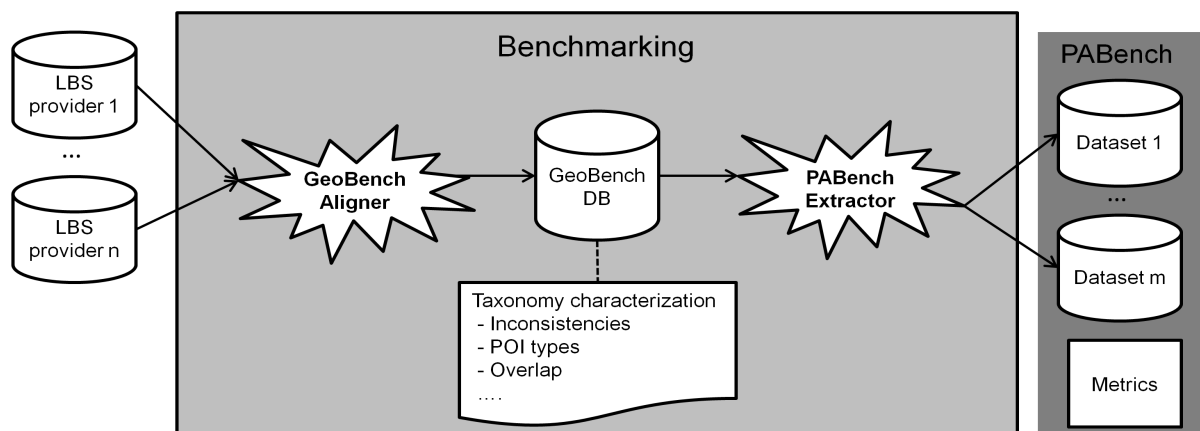 Benchmarking
LBS
provider 1
...
LBS
provider n
GeoBench
Aligner
GeoBench
DB
PABench
Extractor
Taxonomy characterization
- Inconsistencies
- POI types
- Overlap
....
PABench
Dataset 1
...
Dataset m
Metrics